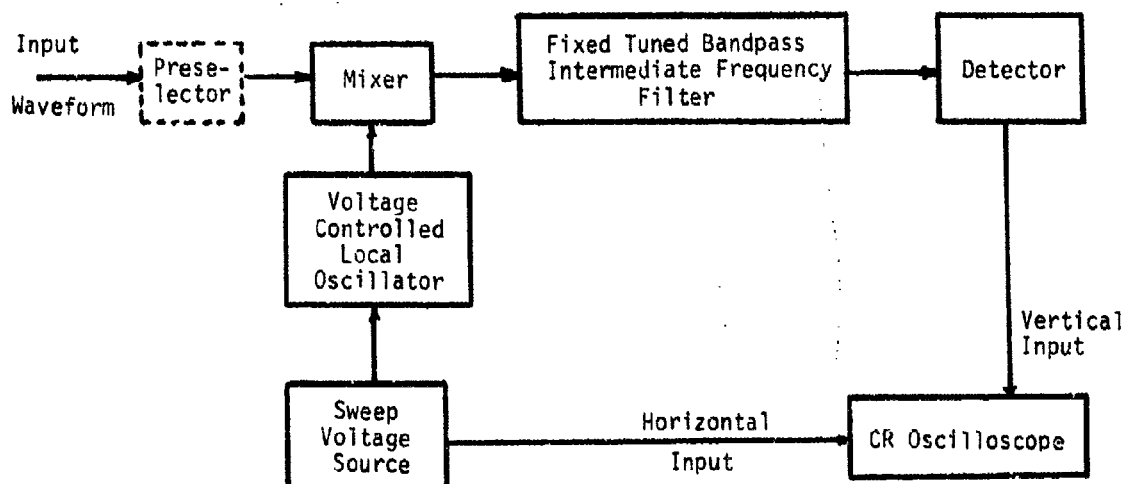 Input
Waveform
Prese-
lector
Mixer
Fixed Tuned Bandpass
Intermediate Frequency
Filter
Detector
Voltage
Controlled
Local
Oscillator
Vertical
Input
Sweep
Voltage
Source
Horizontal
Input
CR Oscilloscope